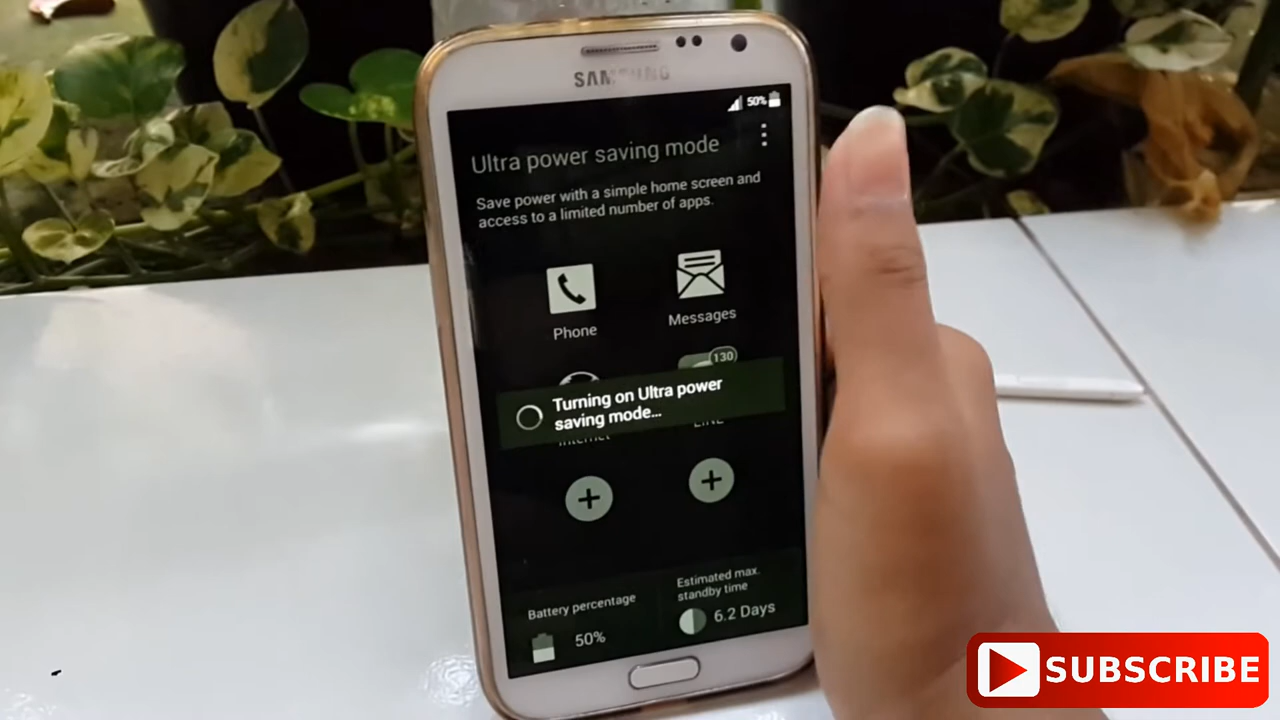 SAMSUNG
50%
Ultra power saving mode
Save power with a simple home screen and
access to a limited number of apps.
Phone
Messages
130
Turning on Ultra power
saving mode...
Internet
LINE
Battery percentage
50%
Estimated max.
standby time
6.2 Days
SUBSCRIBE